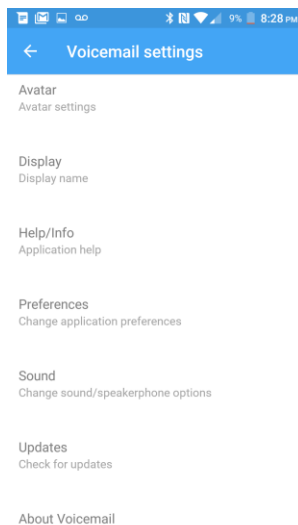 9% 8:28 PM
Voicemail settings
Avatar
Avatar settings
Display
Display name
Help/Info
Application help
Preferences
Change application preferences
Sound
Change sound/speakerphone options
Updates
Check for updates
About Voicemail